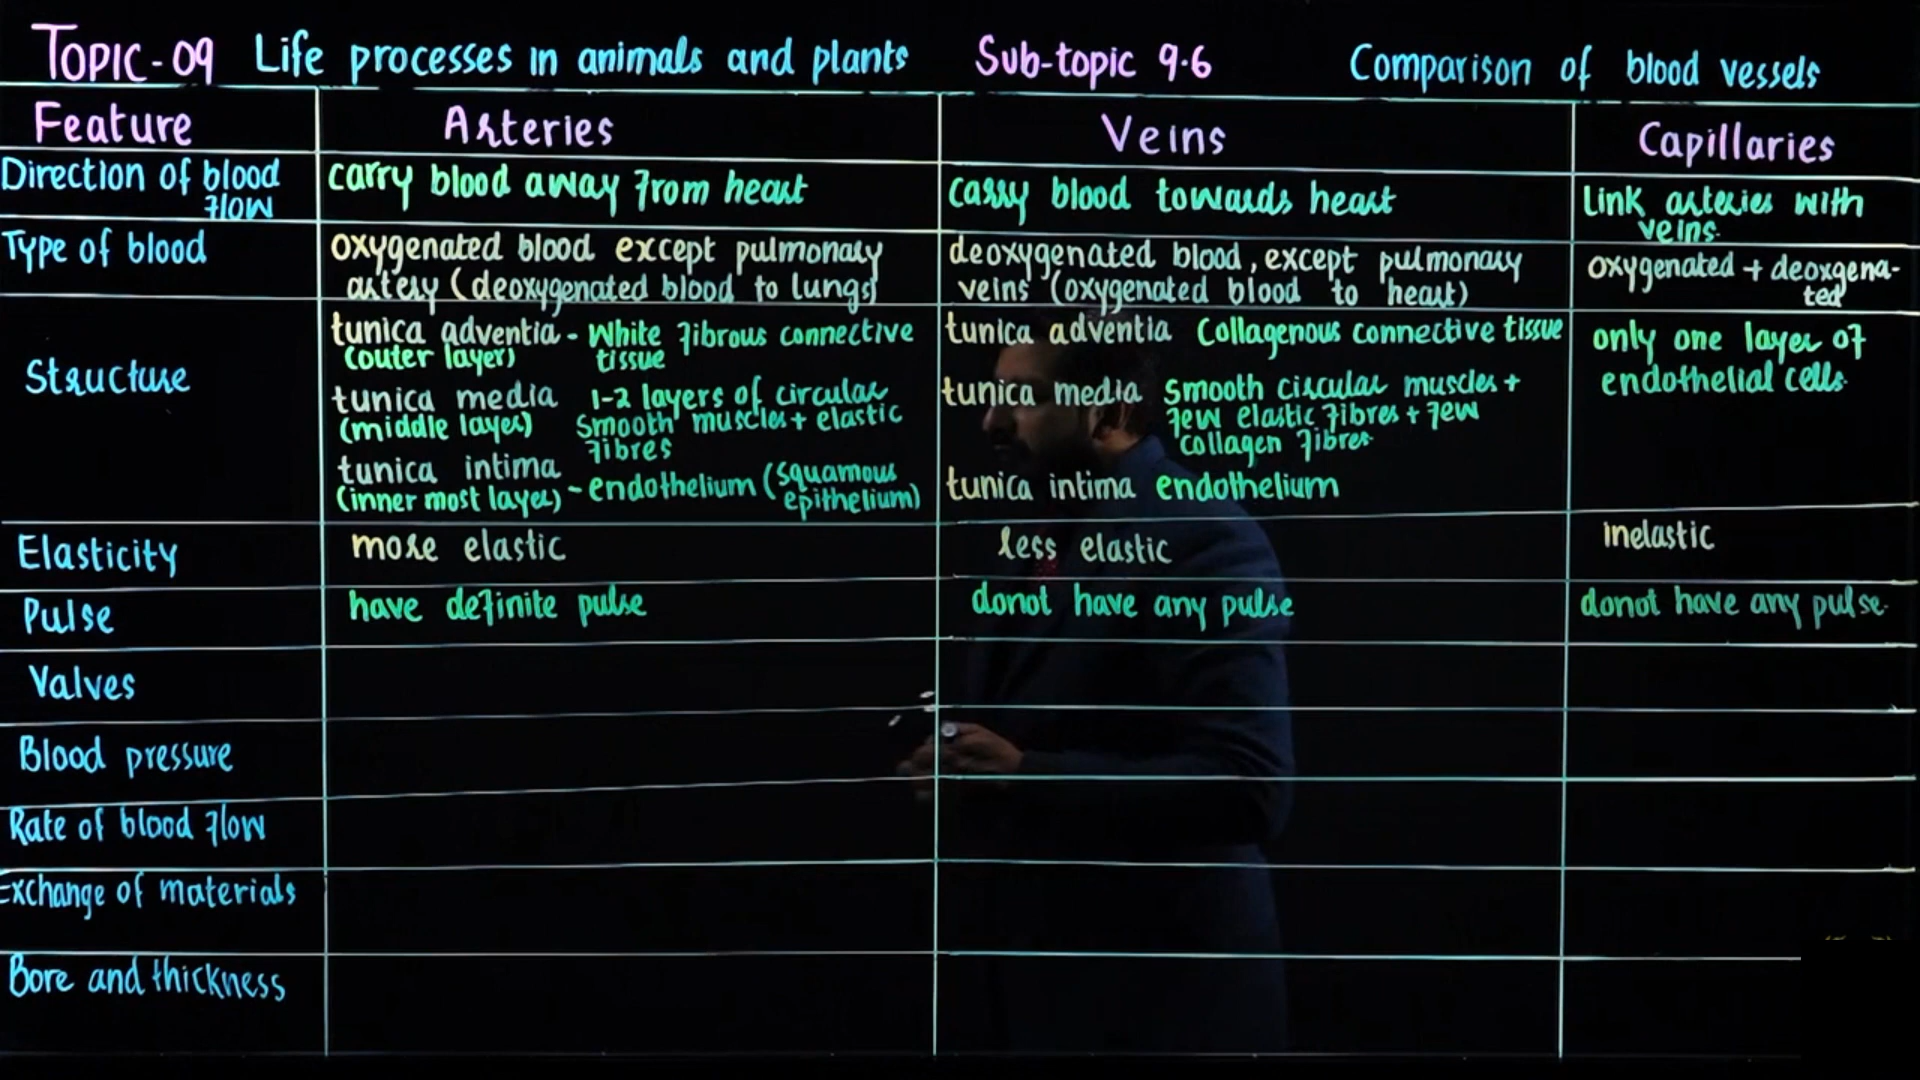 TOPIC-09 Life processes in animals and plants Sub-topic 9.6 Comparison of blood vessels
Feature Arteries Veins Capillaries
Direction of blood flow
carry blood away from heart
carry blood towards heart
Link arteries with
veins.
Type of blood
oxygenated blood except pulmonary
artery (deoxygenated blood to lungs)
deoxygenated blood, except pulmonary
veins (oxygenated blood to heart)
oxygenated + deoxgena-
ted
Structure
tunica adventia - White fibrous connective
(outer layer) tissue
tunica media 1-2 layers of circular
(middle layer) Smooth muscles + elastic
fibres
tunica intima
(inner most layer) - endothelium (squamous
epithelium)
tunica adventia Collagenous connective tissue
tunica media Smooth circular muscles +
few elastic fibres + few
collagen fibres.
tunica intima endothelium
only one layer of
endothelial cells.
Elasticity more elastic less elastic inelastic
Pulse have definite pulse donot have any pulse donot have any pulse.
Valves
Blood pressure
Rate of blood flow
Exchange of materials
Bore and thickness